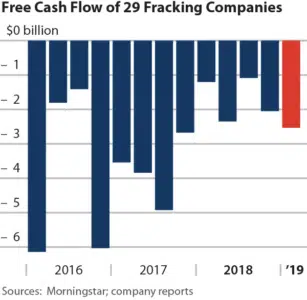 Free Cash Flow of 29 Fracking Companies
$0 billion
– 1
– 2
– 3
– 4
– 5
– 6
2016 2017 2018 '19
Sources: Morningstar; company reports